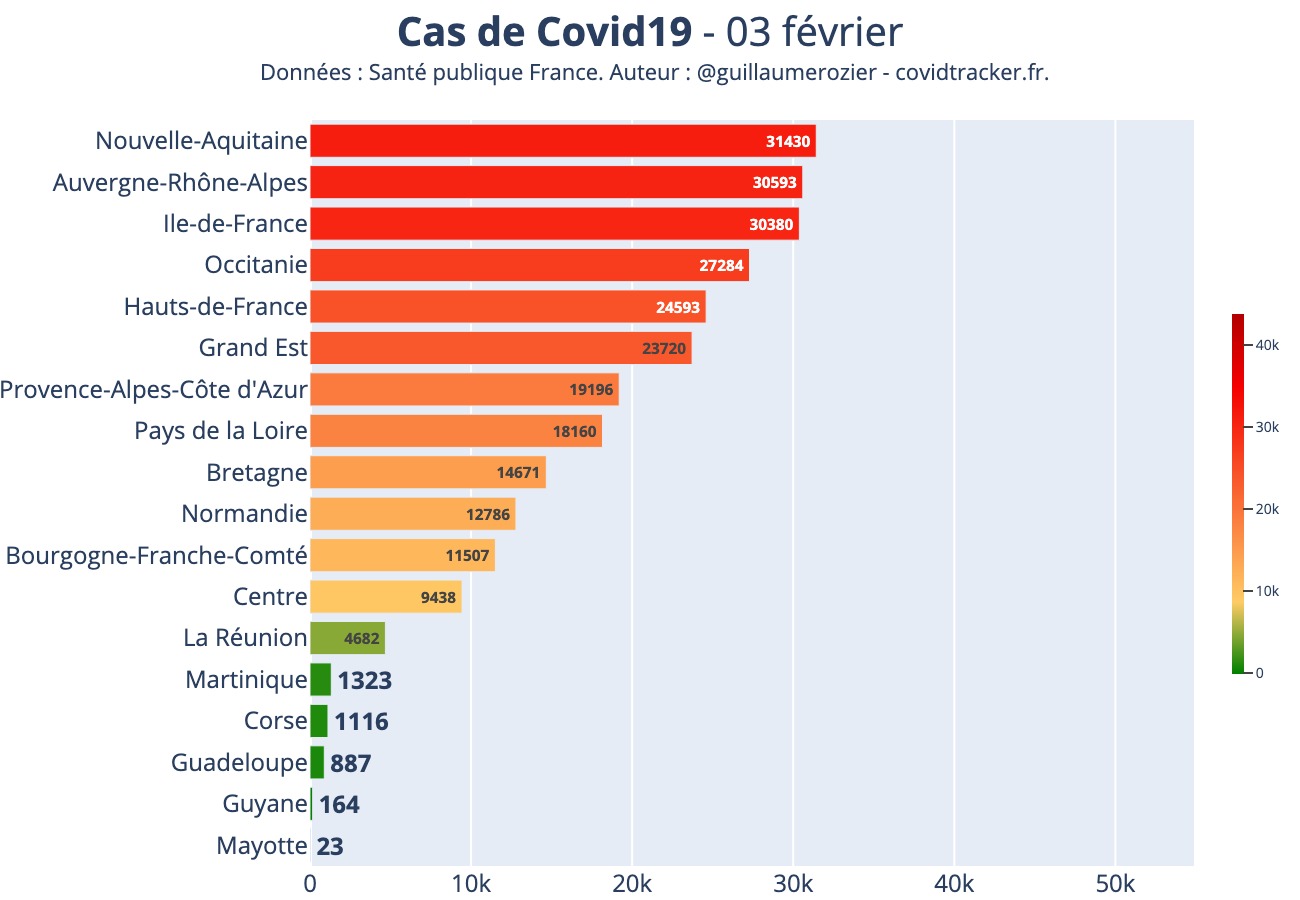 Cas de Covid19 - 03 février
Données : Santé publique France. Auteur : @guillaumerozier - covidtracker.fr.
Nouvelle-Aquitaine 31430
Auvergne-Rhône-Alpes 30593
Ile-de-France 30380
Occitanie 27284
Hauts-de-France 24593
Grand Est 23720
Provence-Alpes-Côte d'Azur 19196
Pays de la Loire 18160
Bretagne 14671
Normandie 12786
Bourgogne-Franche-Comté 11507
Centre 9438
La Réunion 4682
Martinique 1323
Corse 1116
Guadeloupe 887
Guyane 164
Mayotte 23
0 10k 20k 30k 40k 50k
40k
30k
20k
10k
0